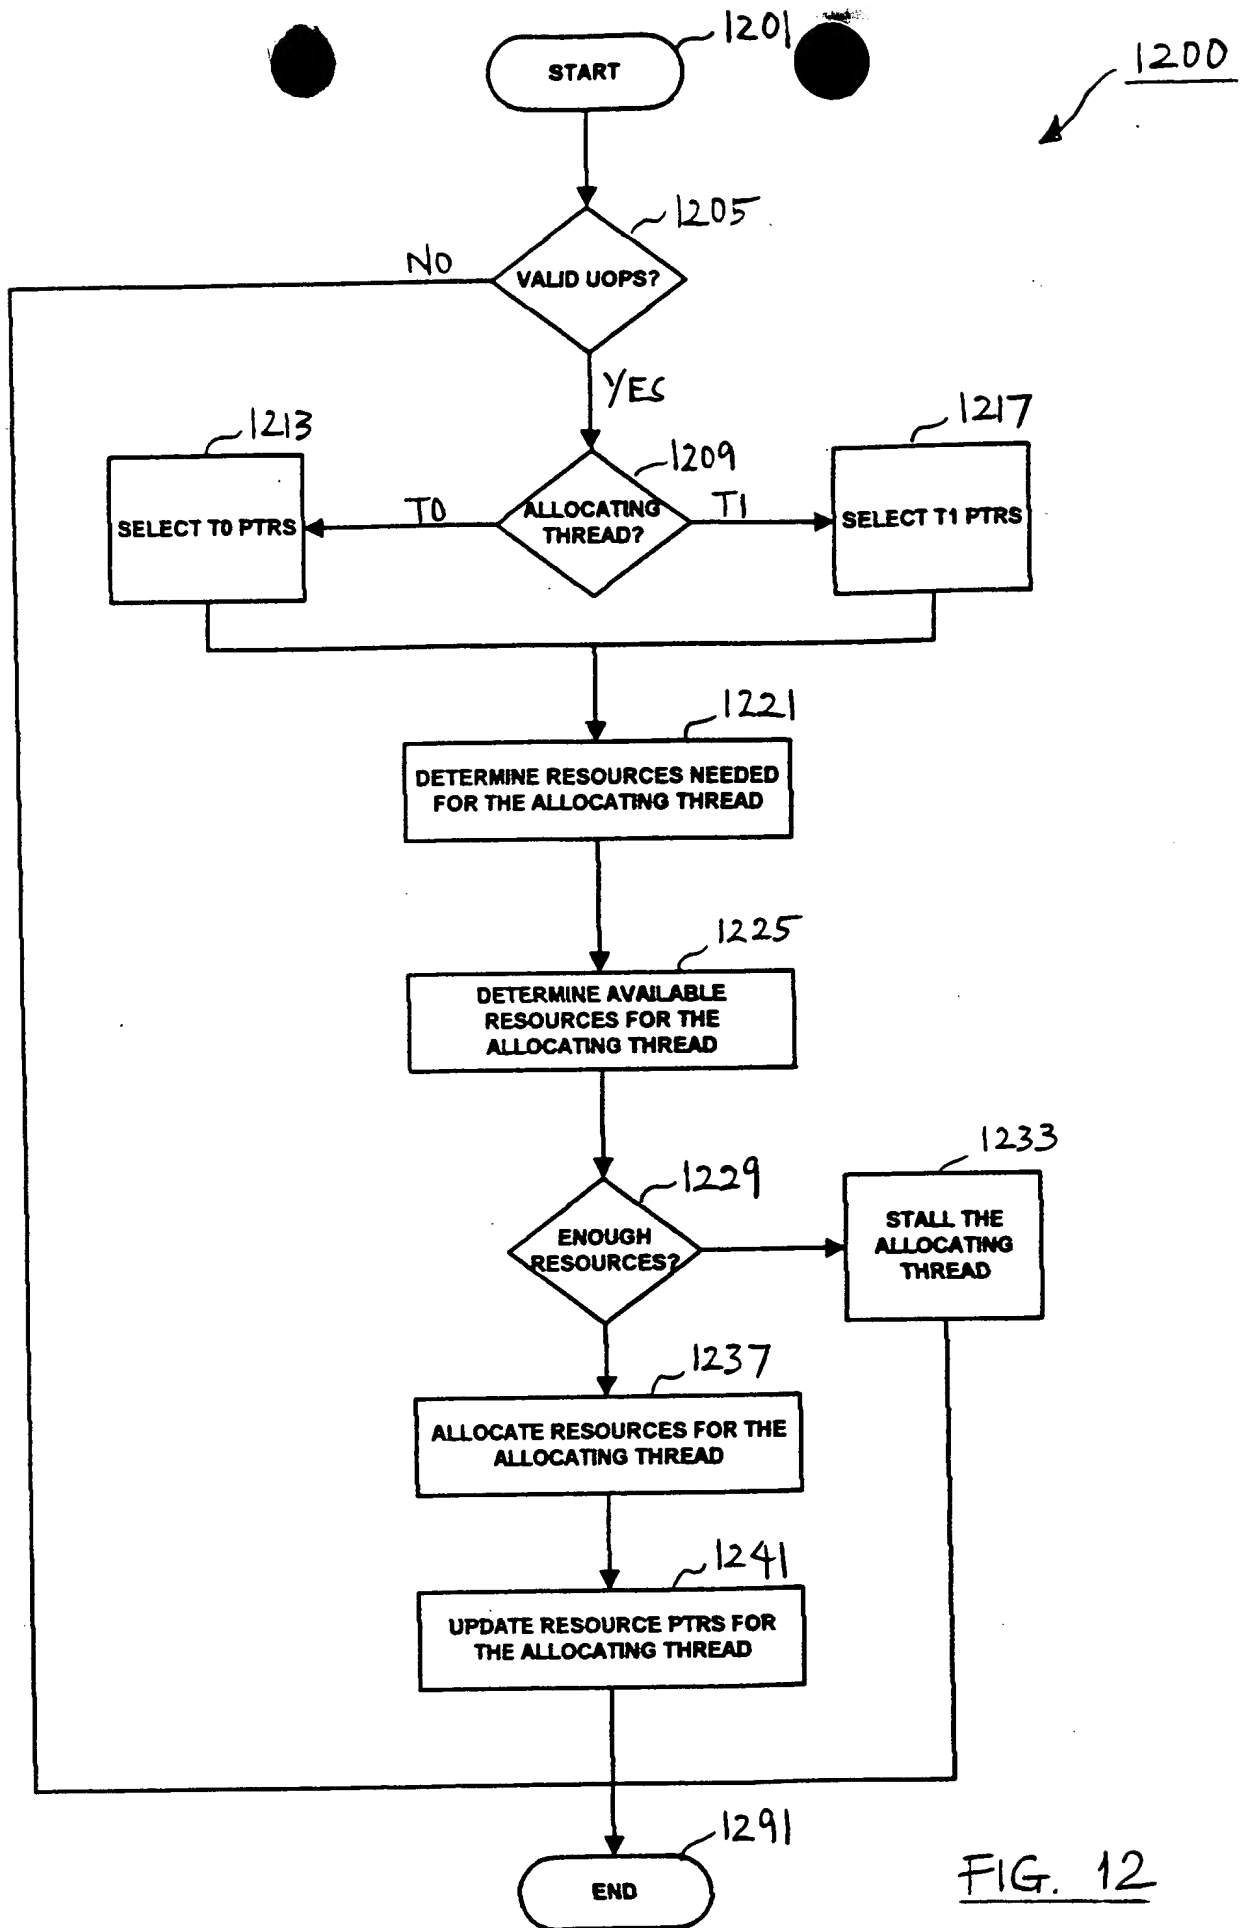 1201
START
1200
1205
NO
VALID UOPS?
YES
1213
1217
1209
T0
ALLOCATING
THREAD?
T1
SELECT T0 PTRS
SELECT T1 PTRS
1221
DETERMINE RESOURCES NEEDED
FOR THE ALLOCATING THREAD
1225
DETERMINE AVAILABLE
RESOURCES FOR THE
ALLOCATING THREAD
1233
1229
ENOUGH
RESOURCES?
STALL THE
ALLOCATING
THREAD
1237
ALLOCATE RESOURCES FOR THE
ALLOCATING THREAD
1241
UPDATE RESOURCE PTRS FOR
THE ALLOCATING THREAD
1291
END
FIG. 12